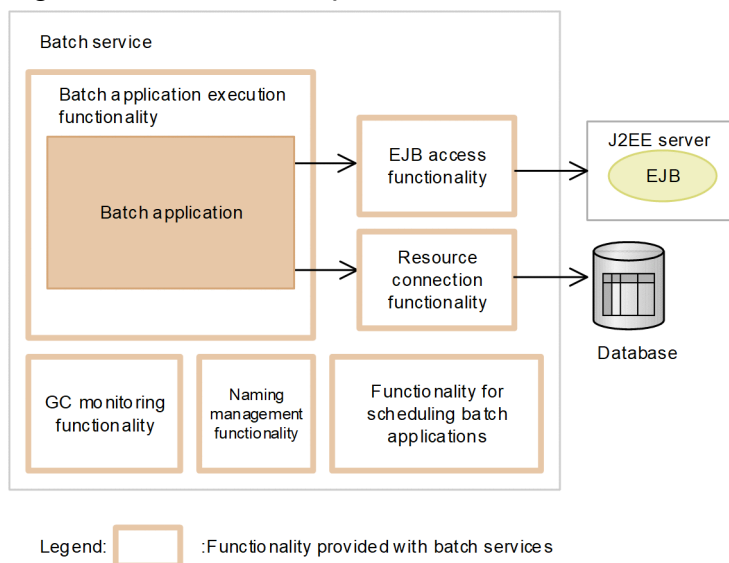 Batch service
Batch application execution
functionality
Batch application
EJB access
functionality
J2EE server
EJB
Resource
connection
functionality
Database
GC monitoring
functionality
Naming
management
functionality
Functionality for
scheduling batch
applications
Legend:
:Functionality provided with batch services